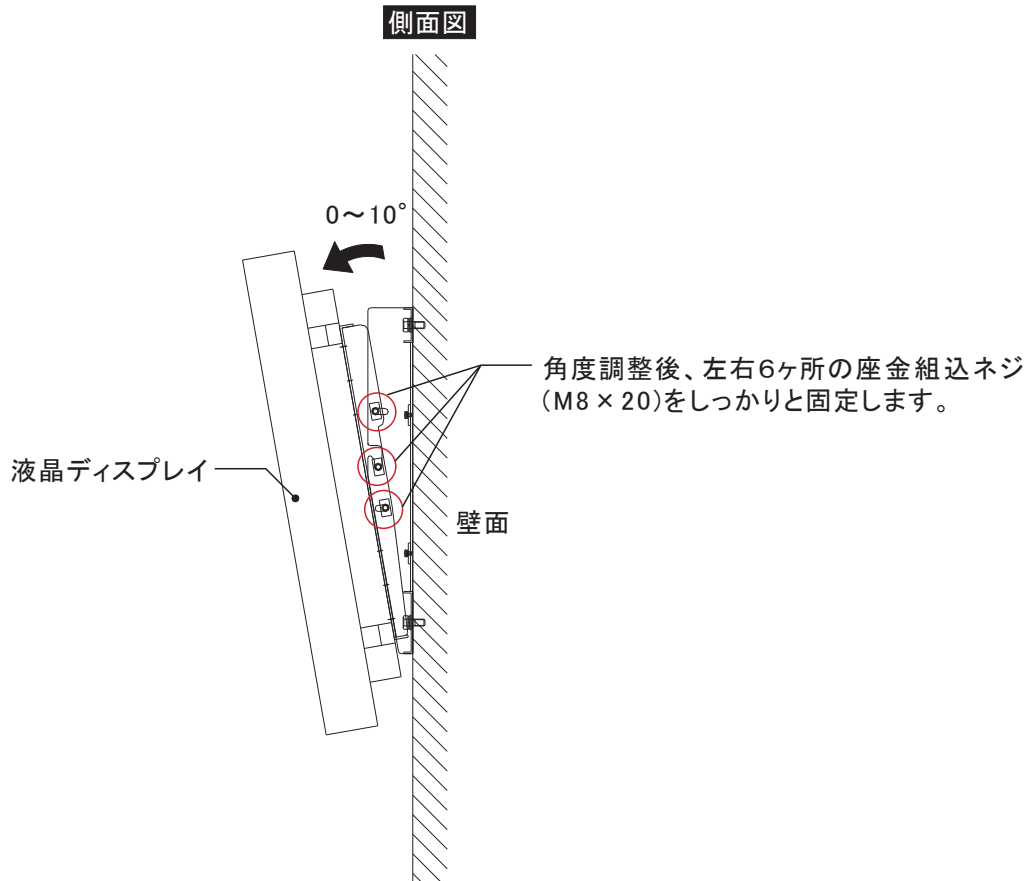 側面図
0～10°
角度調整後、左右6ヶ所の座金組込ネジ
(M8×20)をしっかりと固定します。
液晶ディスプレイ
壁面